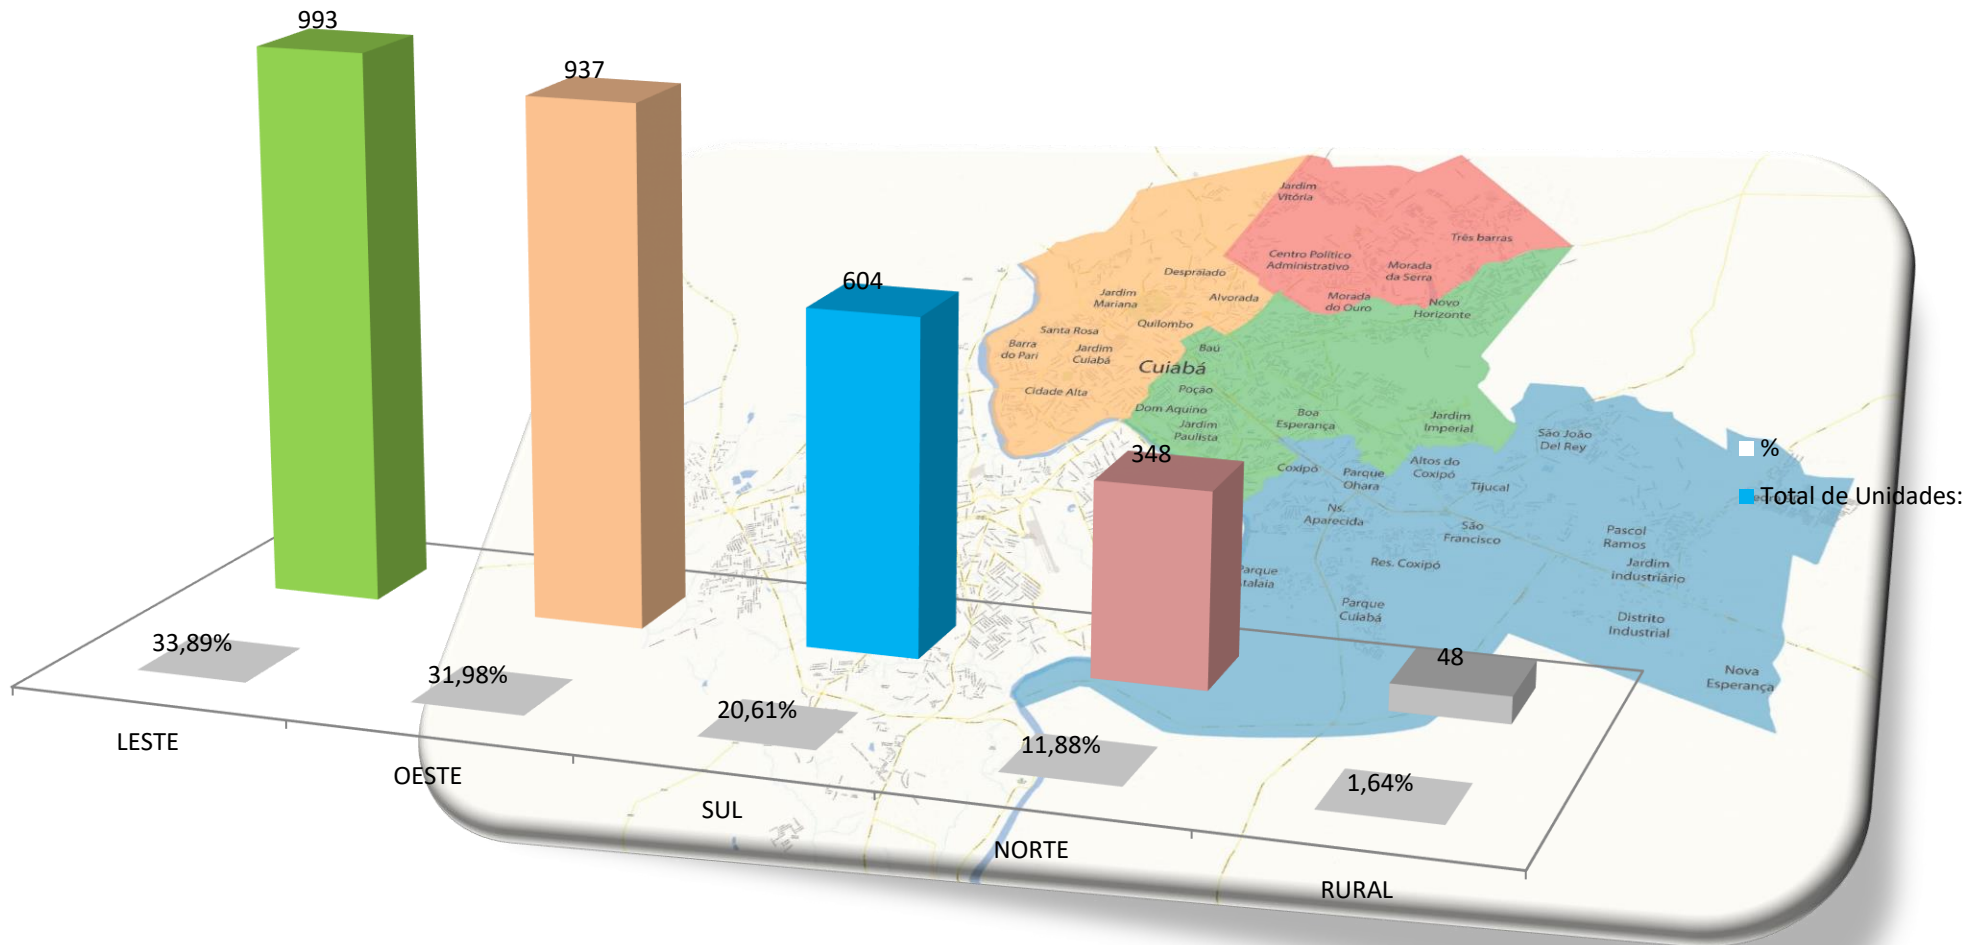 993
937
604
348
48
33,89%
31,98%
20,61%
11,88%
1,64%
LESTE
OESTE
SUL
NORTE
RURAL
%
Total de Unidades:
Jardim
Vitória
Três barras
Centro Político
Administrativo
Morada
da Serra
Despraiado
Jardim
Mariana
Alvorada
Morada
do Ouro
Novo
Horizonte
Quilombo
Santa Rosa
Barra
do Pari
Jardim
Cuiabá
Baú
Cuiabá
Cidade Alta
Poção
Dom Aquino
Jardim
Paulista
Boa
Esperança
Jardim
Imperial
São João
Del Rey
Coxipó
Parque
Ohara
Altos do
Coxipó
Tijucal
Ns.
Aparecida
São
Francisco
Pascol
Ramos
Res. Coxipó
Jardim
Industriário
Parque
Parque
Cuiabá
Distrito
Industrial
Nova
Esperança